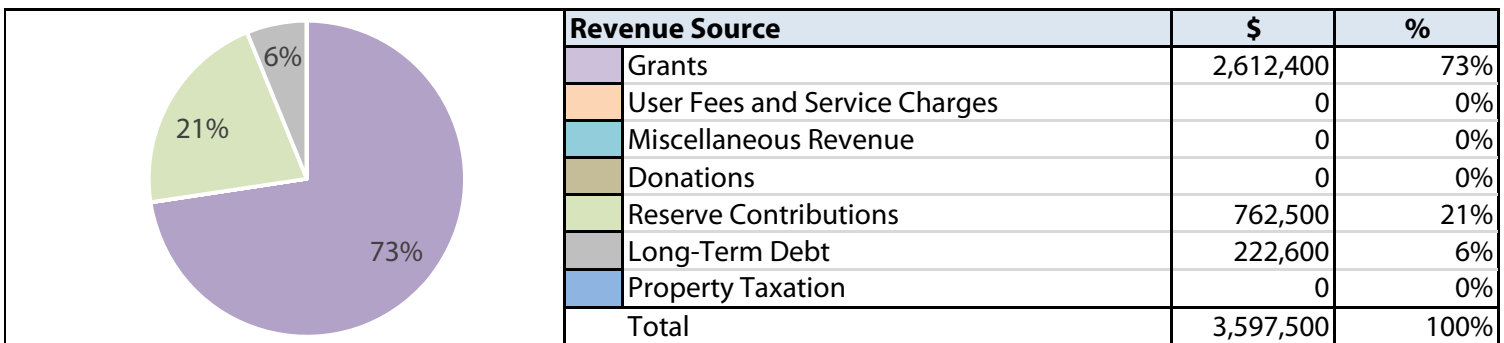 6%
21%
73%
Revenue Source $ %
Grants 2,612,400 73%
User Fees and Service Charges 0 0%
Miscellaneous Revenue 0 0%
Donations 0 0%
Reserve Contributions 762,500 21%
Long-Term Debt 222,600 6%
Property Taxation 0 0%
Total 3,597,500 100%